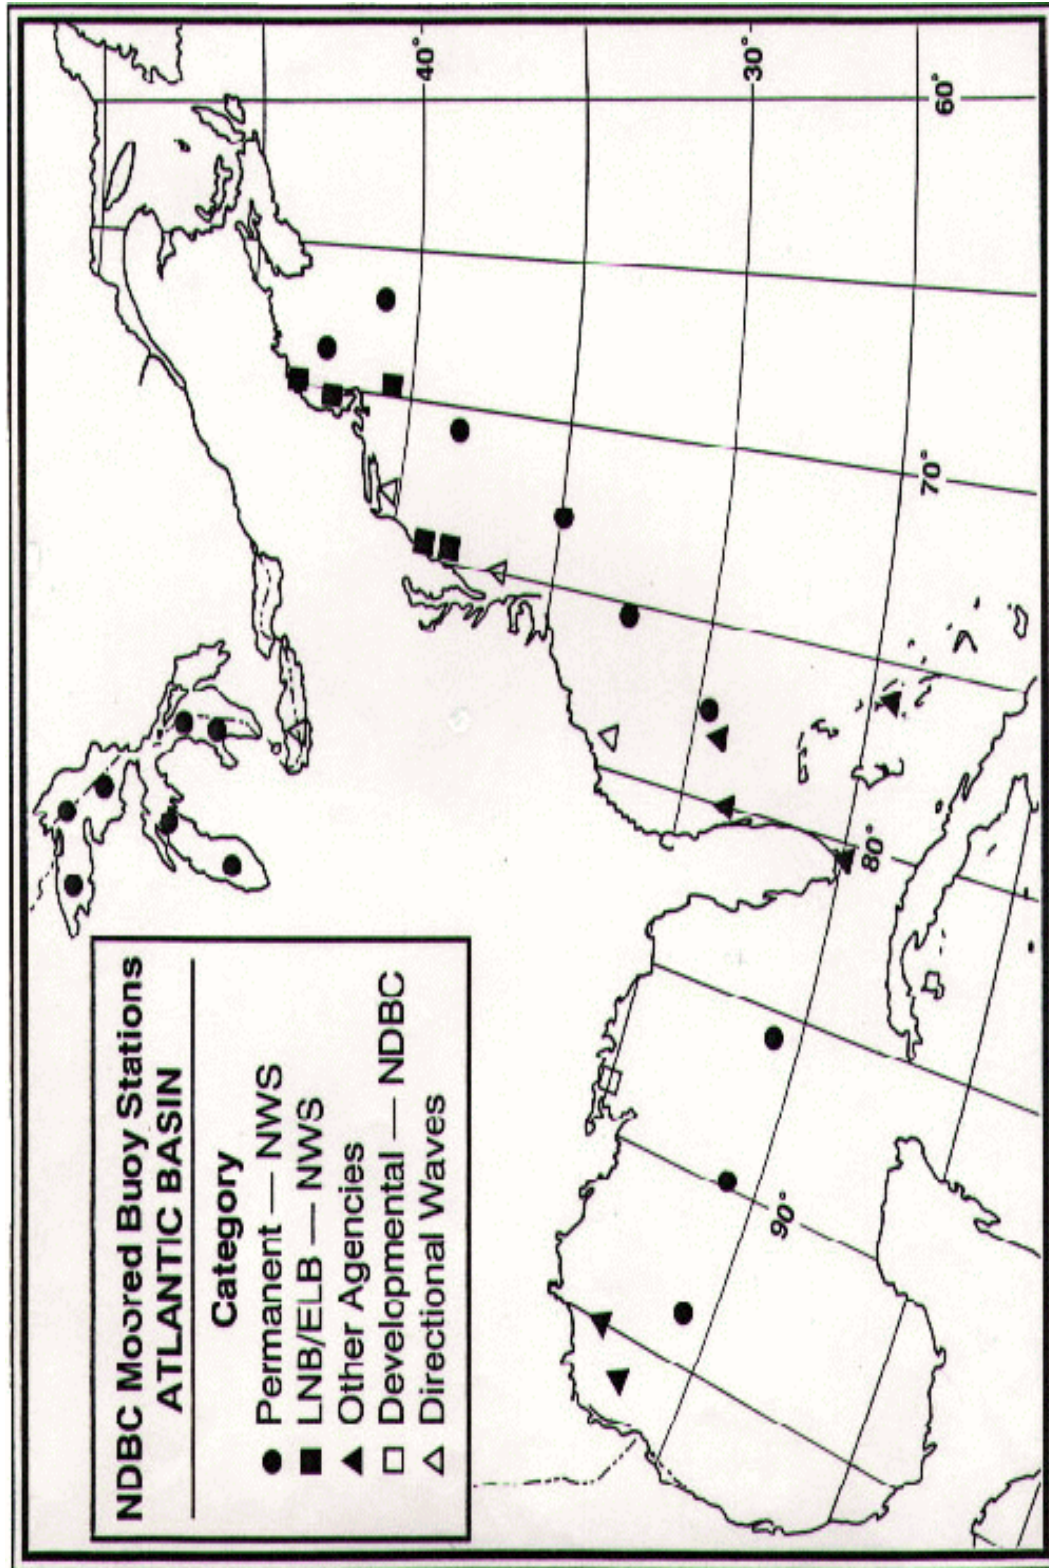 NDBC Moored Buoy Stations
ATLANTIC BASIN
Category
Permanent — NWS
LNB/ELB — NWS
Other Agencies
Developmental — NDBC
Directional Waves
40°
30°
60°
70°
80°
90°